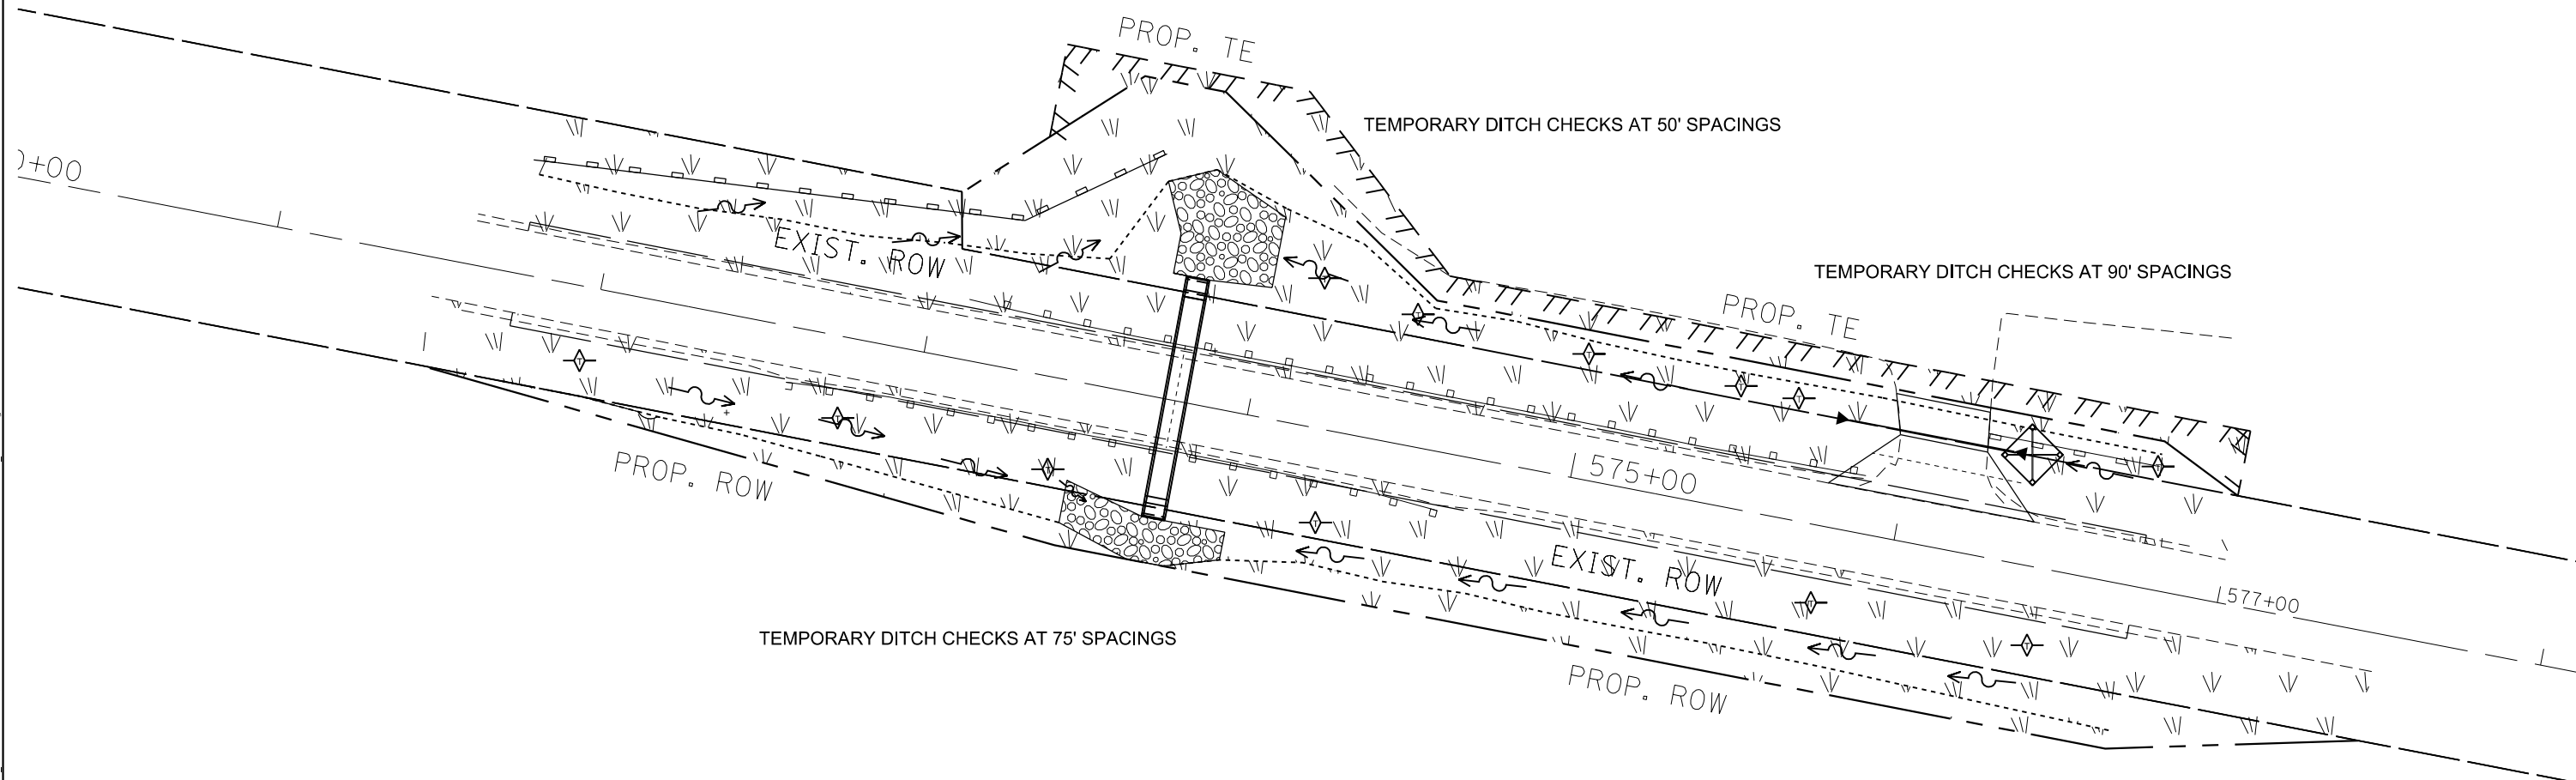 PROP. TE
TEMPORARY DITCH CHECKS AT 50' SPACINGS
)+00
EXIST. ROW
TEMPORARY DITCH CHECKS AT 90' SPACINGS
PROP. TE
PROP. ROW
575+00
EXIST. ROW
577+00
TEMPORARY DITCH CHECKS AT 75' SPACINGS
PROP. ROW
T
T
T
T
T
T
T
T
T
T
T
T
T